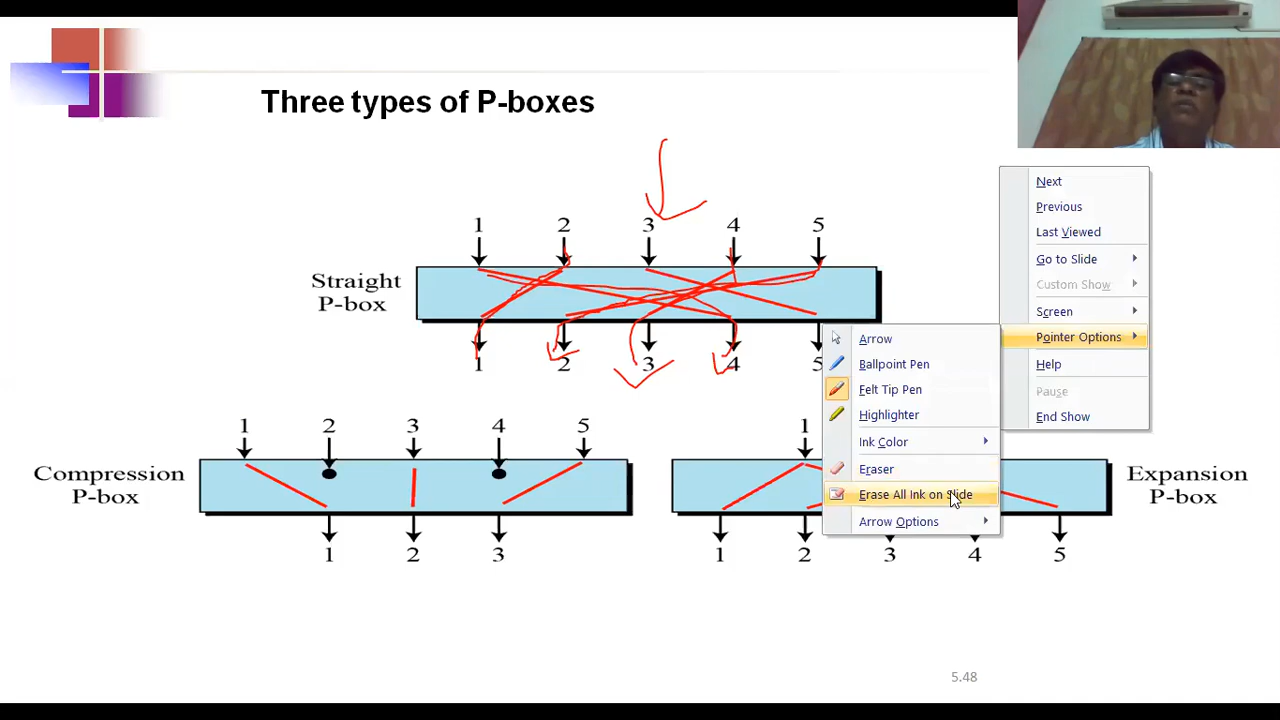 Three types of P-boxes
1 2 3 4 5
Straight
P-box
1 2 3 4 5
1 2 3 4 5
Compression
P-box
1 2 3
1
Expansion
P-box
1 2 3 4 5
Next
Previous
Last Viewed
Go to Slide
Custom Show
Screen
Pointer Options
Help
Pause
End Show
Arrow
Ballpoint Pen
Felt Tip Pen
Highlighter
Ink Color
Eraser
Erase All Ink on Slide
Arrow Options
5.48